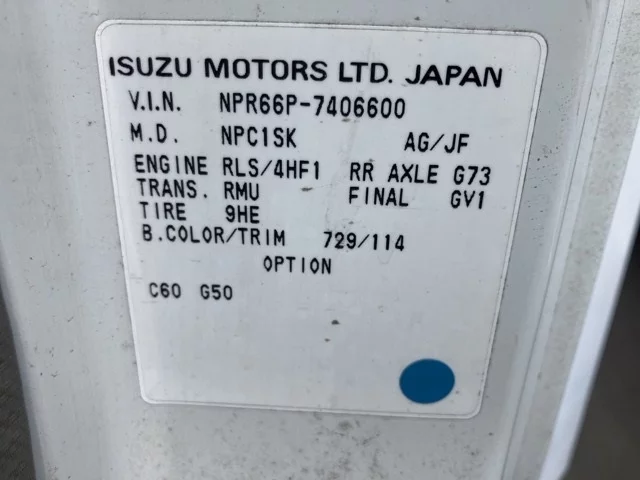 ISUZU MOTORS LTD. JAPAN
V.I.N. NPR66P-7406600
M.D. NPC1SK AG/JF
ENGINE RLS/4HF1 RR AXLE G73
TRANS. RMU FINAL GV1
TIRE 9HE
B.COLOR/TRIM 729/114
OPTION
C60 G50